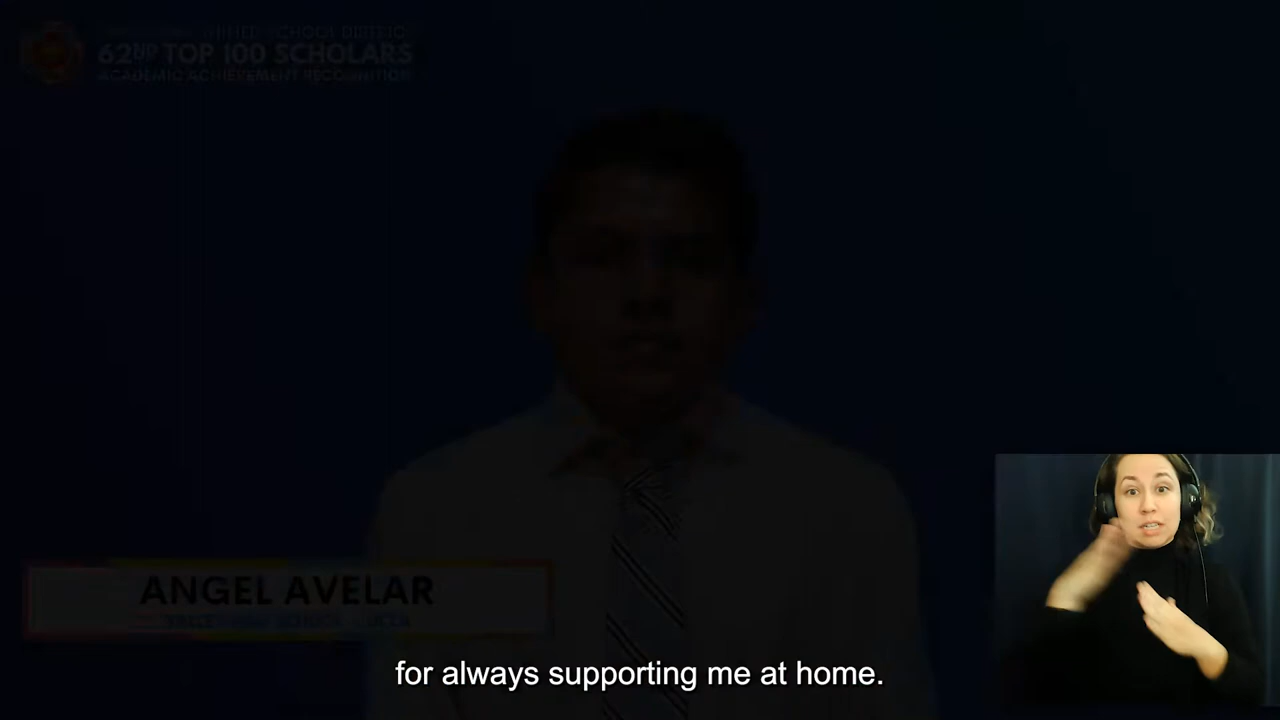 62ND TOP 100 SCHOLARS
ACADEMIC ACHIEVEMENT RECOGNITION
ANGEL AVELAR
for always supporting me at home.